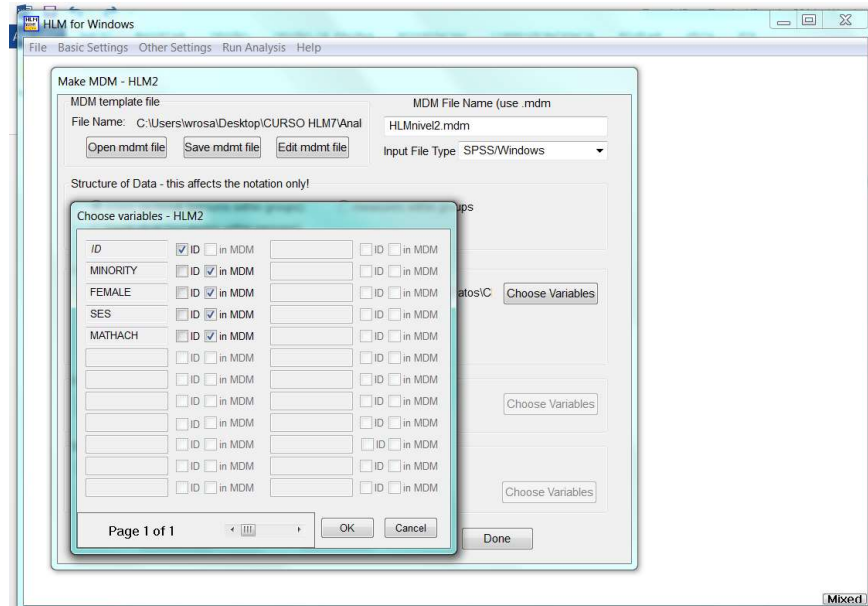 HLM for Windows
File Basic Settings Other Settings Run Analysis Help
Make MDM - HLM2
MDM template file
File Name: C:\Users\wrosa\Desktop\CURSO HLM7\Anal
Open mdmt file Save mdmt file Edit mdmt file
MDM File Name (use .mdm
HLMnivel2.mdm
Input File Type SPSS/Windows
Structure of Data - this affects the notation only!
ups
Choose variables - HLM2
ID ID in MDM ID in MDM
MINORITY ID in MDM ID in MDM
FEMALE ID in MDM ID in MDM
SES ID in MDM ID in MDM
MATHACH ID in MDM ID in MDM
ID in MDM ID in MDM
ID in MDM ID in MDM
ID in MDM ID in MDM
ID in MDM ID in MDM
ID in MDM ID in MDM
ID in MDM ID in MDM
ID in MDM ID in MDM
Page 1 of 1 OK Cancel
atos\C Choose Variables
Choose Variables
Choose Variables
Done
Mixed